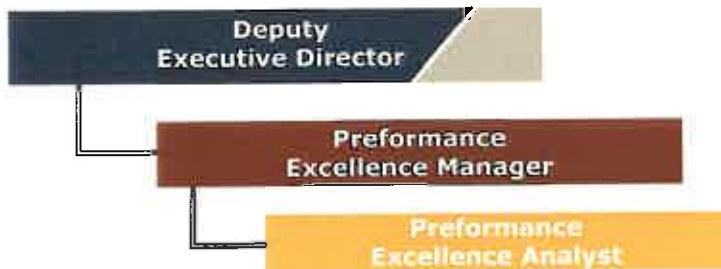 Deputy
Executive Director
Preformance
Excellence Manager
Preformance
Excellence Analyst